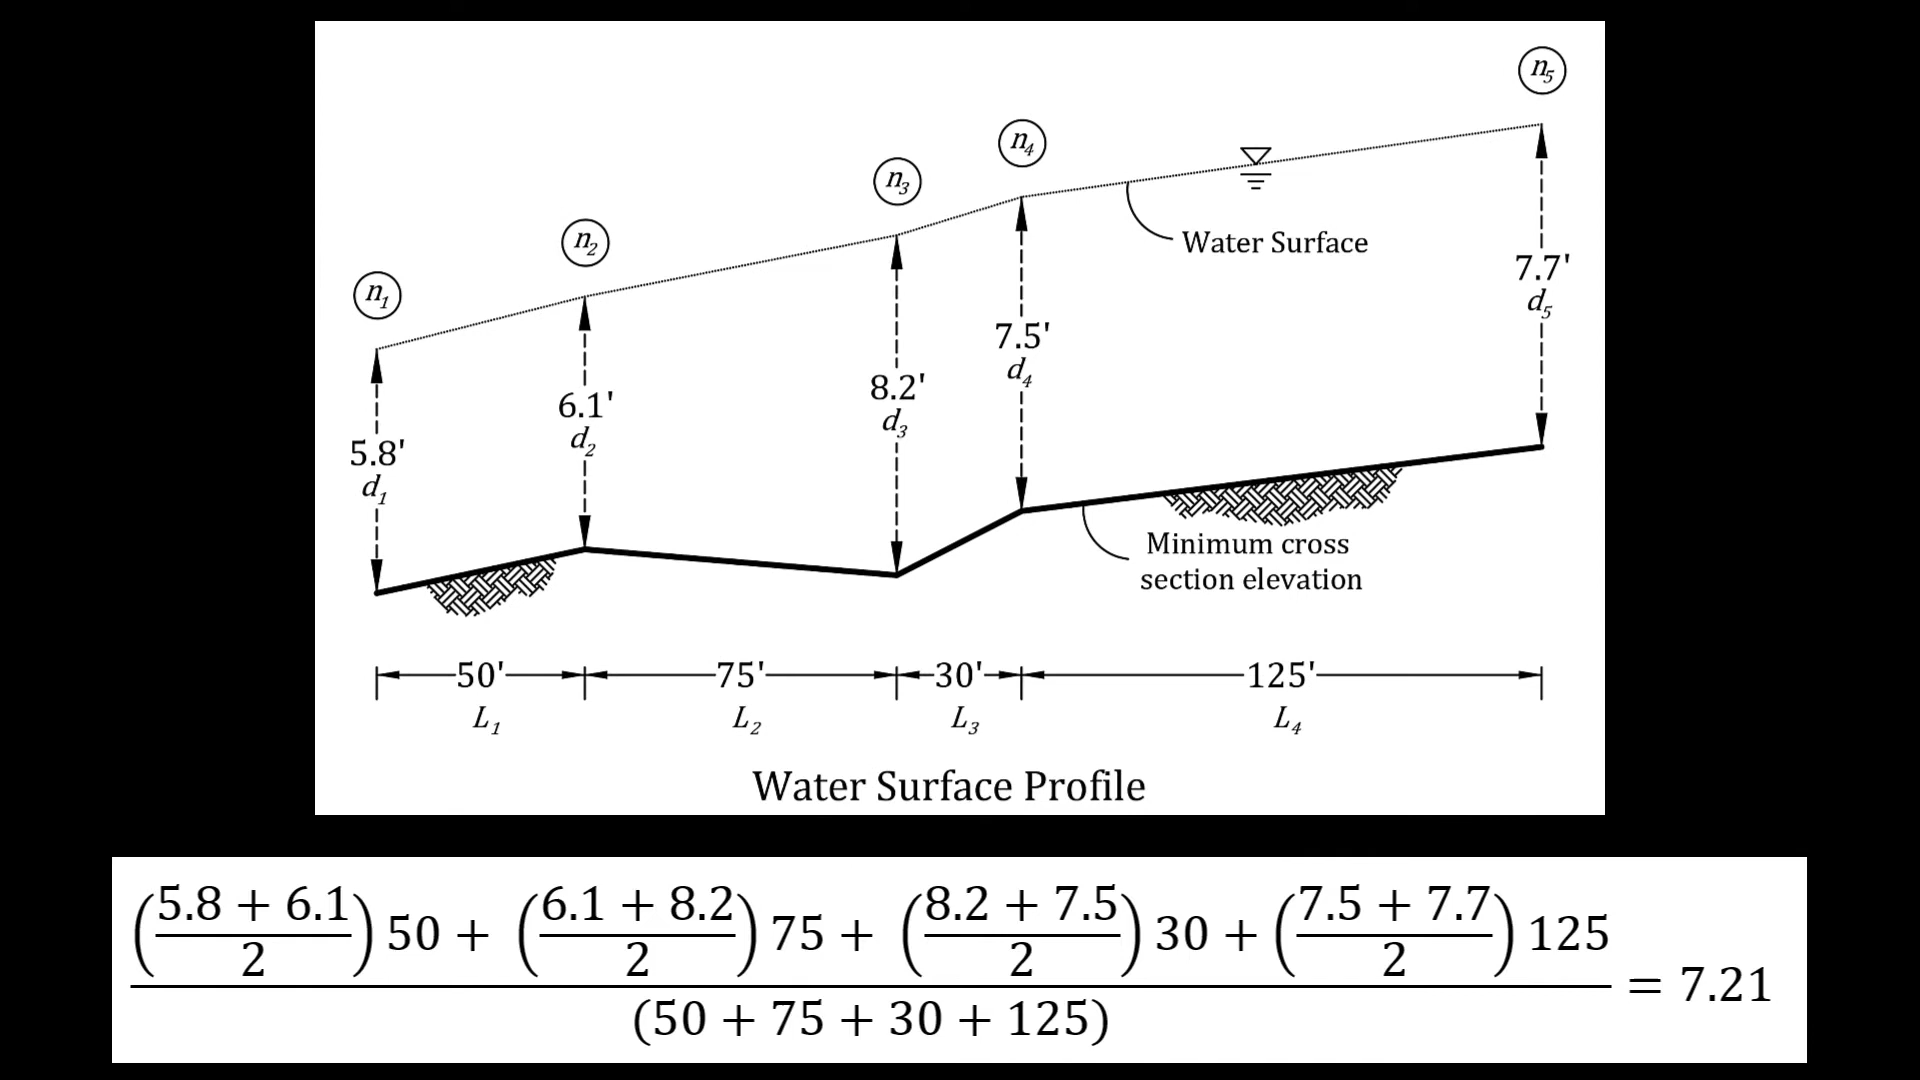 n₅
n₄
n₃
n₂
Water Surface
n₁
7.7'
d₅
7.5'
d₄
8.2'
d₃
6.1'
d₂
5.8'
d₁
Minimum cross
section elevation
50' 75' 30' 125'
L₁ L₂ L₃ L₄
Water Surface Profile
((5.8 + 6.1)/2) 50 + ((6.1 + 8.2)/2) 75 + ((8.2 + 7.5)/2) 30 + ((7.5 + 7.7)/2) 125
(50 + 75 + 30 + 125)
= 7.21